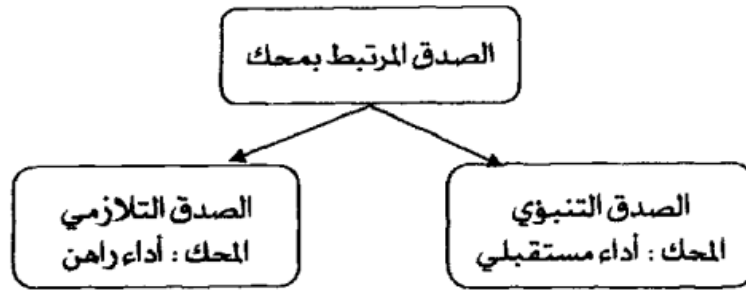 الصدق المرتبط بمحك
الصدق التنبؤي
المحك : أداء مستقبلي
الصدق التلازمي
المحك : أداء راهن